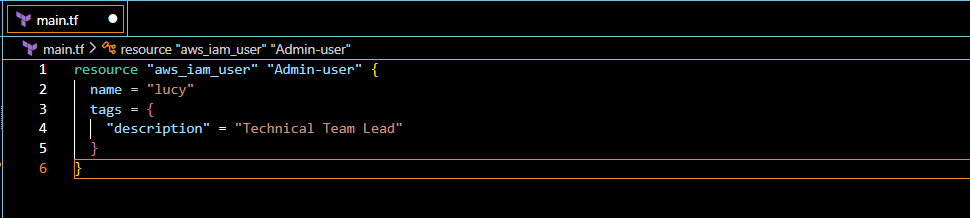 main.tf
main.tf > resource "aws_iam_user" "Admin-user"
1 resource "aws_iam_user" "Admin-user" {
2 name = "lucy"
3 tags = {
4 "description" = "Technical Team Lead"
5 }
6 }